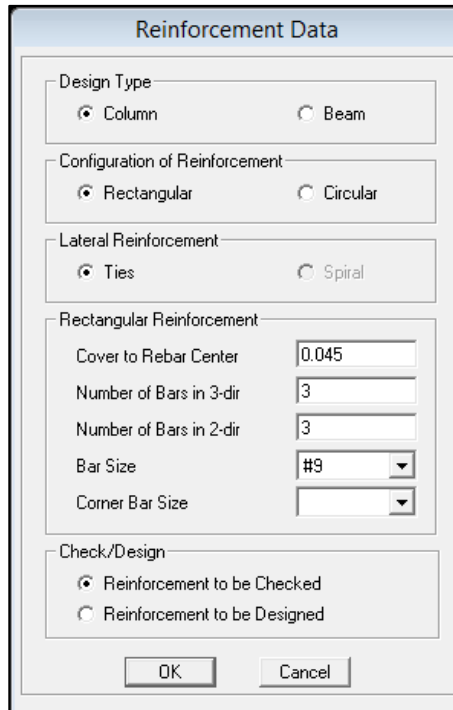 Reinforcement Data
Design Type
Column Beam
Configuration of Reinforcement
Rectangular Circular
Lateral Reinforcement
Ties Spiral
Rectangular Reinforcement
Cover to Rebar Center 0.045
Number of Bars in 3-dir 3
Number of Bars in 2-dir 3
Bar Size #9
Corner Bar Size
Check/Design
Reinforcement to be Checked
Reinforcement to be Designed
OK Cancel